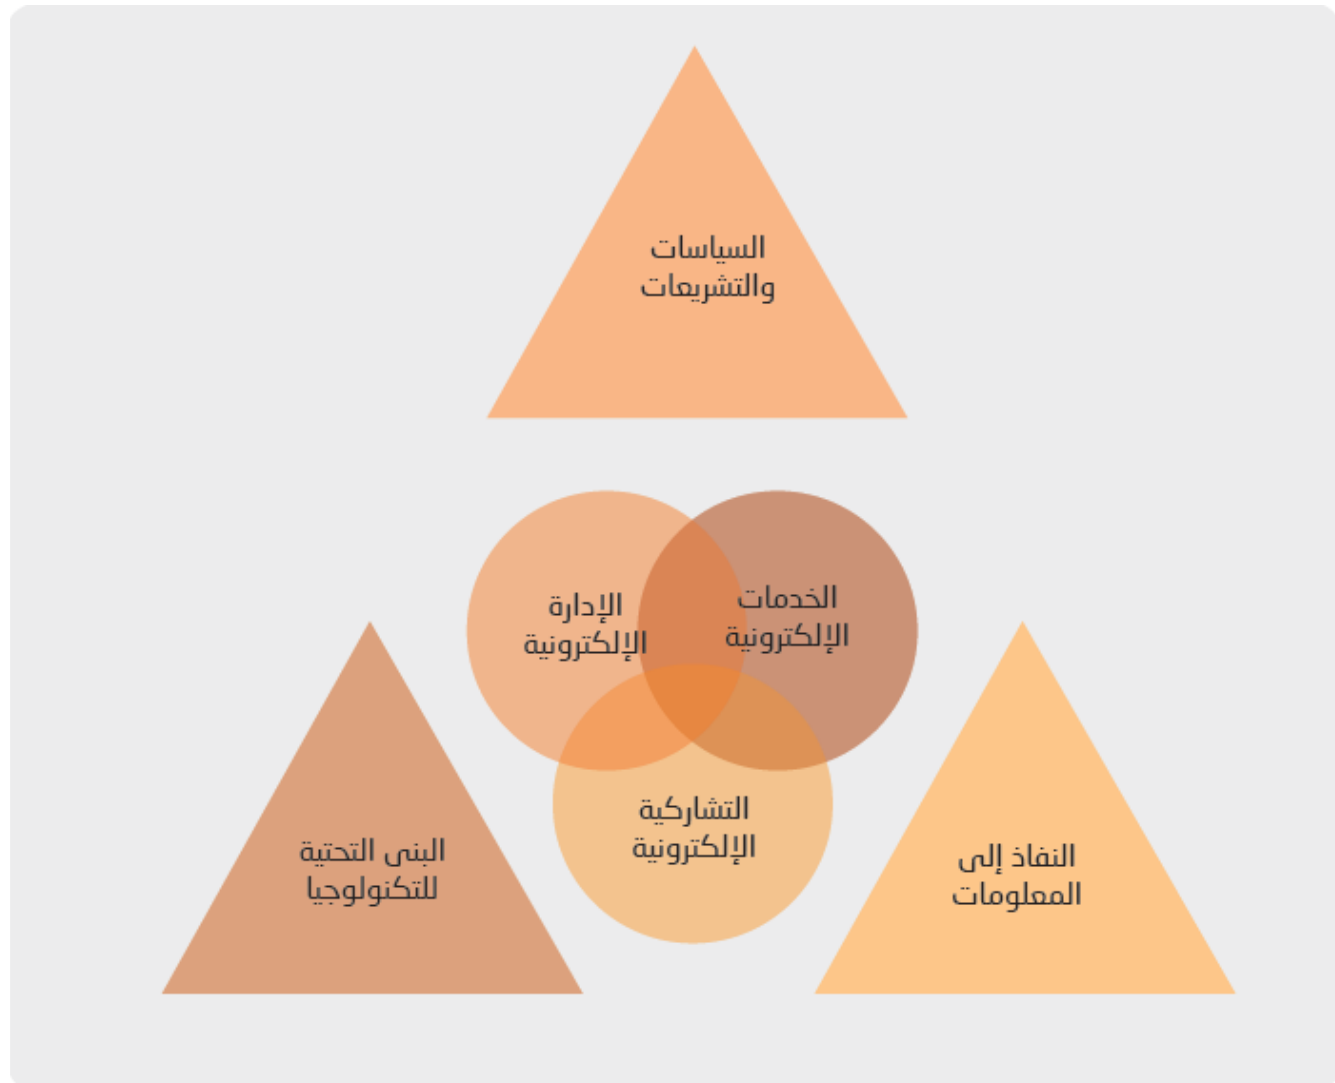 السياسات
والتشريعات
الخدمات
الإلكترونية
الإدارة
الإلكترونية
التشاركية
الإلكترونية
النفاذ إلى
المعلومات
البنى التحتية
للتكنولوجيا